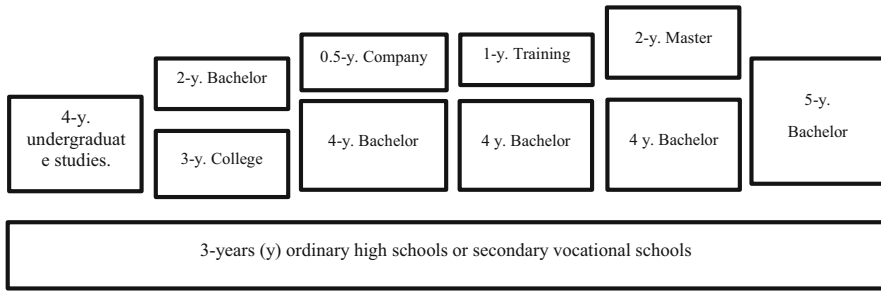 2-y. Master
0.5-y. Company
1-y. Training
2-y. Bachelor
5-y.
Bachelor
4-y.
undergraduat
e studies.
4-y. Bachelor
4 y. Bachelor
4 y. Bachelor
3-y. College
3-years (y) ordinary high schools or secondary vocational schools